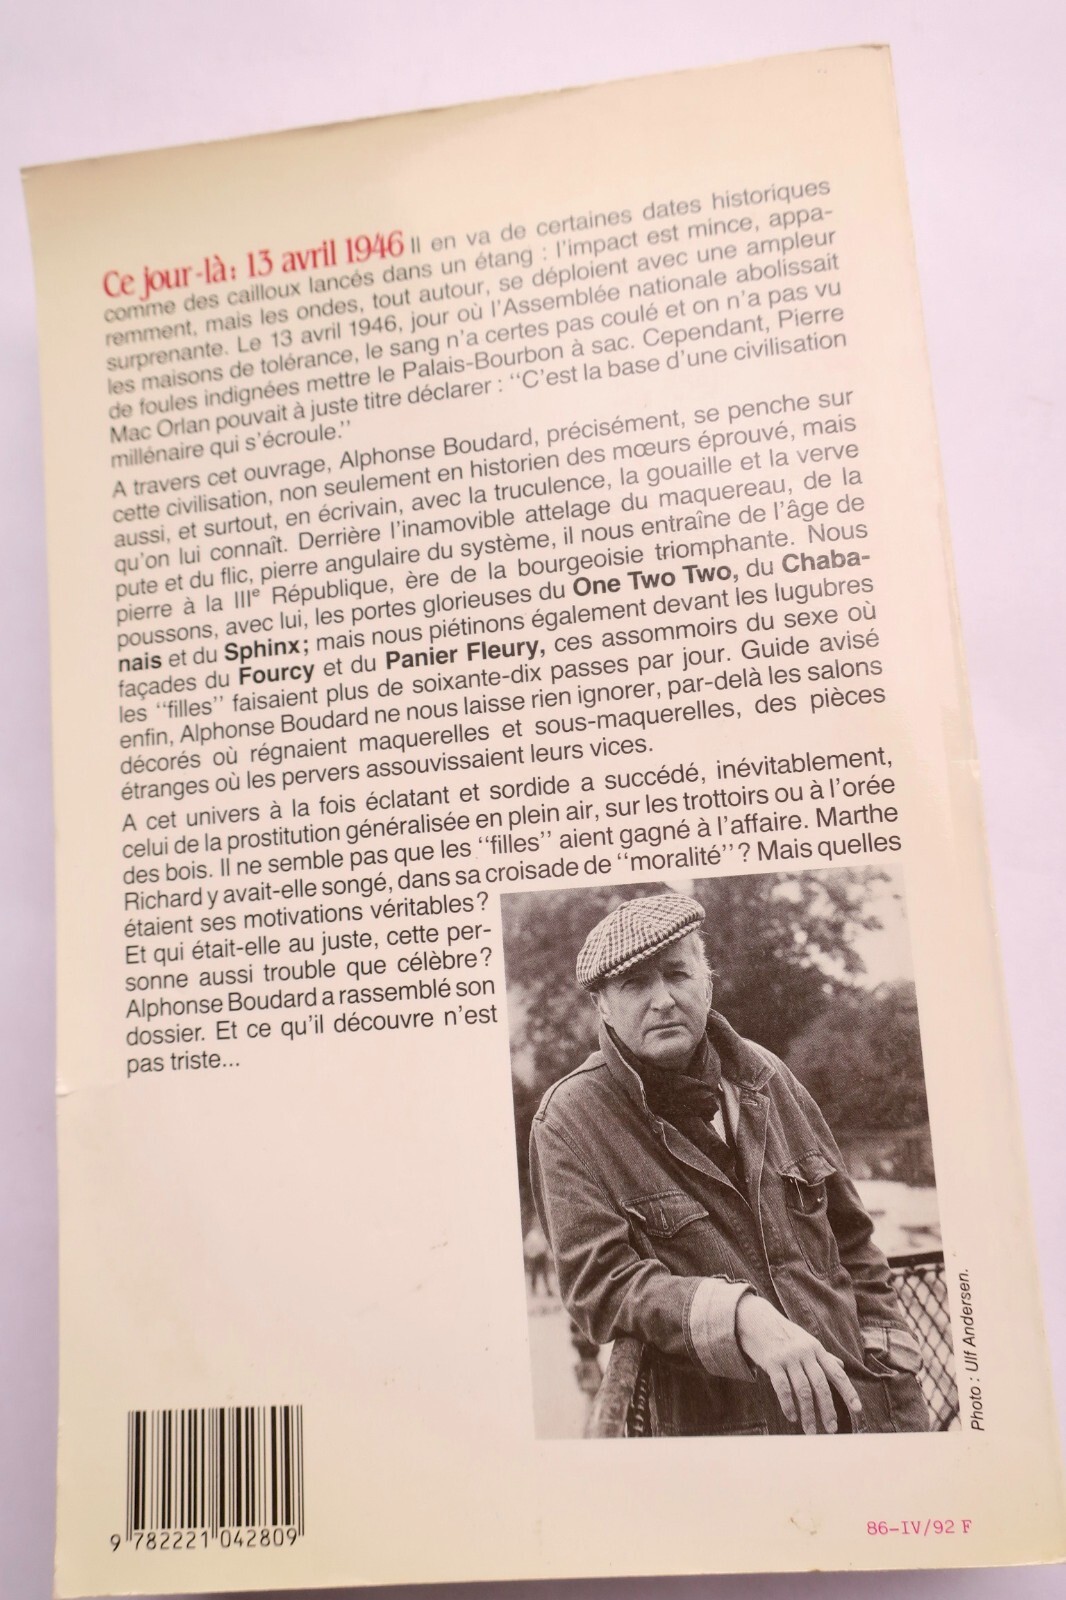 Ce jour-là : 13 avril 1946 Il en va de certaines dates historiques
comme des cailloux lancés dans un étang : l'impact est mince, appa-
remment, mais les ondes, tout autour, se déploient avec une ampleur
surprenante. Le 13 avril 1946, jour où l'Assemblée nationale abolissait
les maisons de tolérance, le sang n'a certes pas coulé et on n'a pas vu
de foules indignées mettre le Palais-Bourbon à sac. Cependant, Pierre
Mac Orlan pouvait à juste titre déclarer : ''C'est la base d'une civilisation
millénaire qui s'écroule.''
A travers cet ouvrage, Alphonse Boudard, précisément, se penche sur
cette civilisation, non seulement en historien des mœurs éprouvé, mais
aussi, et surtout, en écrivain, avec la truculence, la gouaille et la verve
qu'on lui connaît. Derrière l'inamovible attelage du maquereau, de la
pute et du flic, pierre angulaire du système, il nous entraîne de l'âge de
pierre à la IIIe République, ère de la bourgeoisie triomphante. Nous
poussons, avec lui, les portes glorieuses du One Two Two, du Chaba-
nais et du Sphinx ; mais nous piétinons également devant les lugubres
façades du Fourcy et du Panier Fleury, ces assommoirs du sexe où
les ''filles'' faisaient plus de soixante-dix passes par jour. Guide avisé
enfin, Alphonse Boudard ne nous laisse rien ignorer, par-delà les salons
décorés où régnaient maquerelles et sous-maquerelles, des pièces
étranges où les pervers assouvissaient leurs vices.
A cet univers à la fois éclatant et sordide a succédé, inévitablement,
celui de la prostitution généralisée en plein air, sur les trottoirs ou à l'orée
des bois. Il ne semble pas que les ''filles'' aient gagné à l'affaire. Marthe
Richard y avait-elle songé, dans sa croisade de ''moralité'' ? Mais quelles
étaient ses motivations véritables ?
Et qui était-elle au juste, cette per-
sonne aussi trouble que célèbre ?
Alphonse Boudard a rassemblé son
dossier. Et ce qu'il découvre n'est
pas triste...
Photo : Ulf Andersen.
9 782221 042809
86-IV/92 F